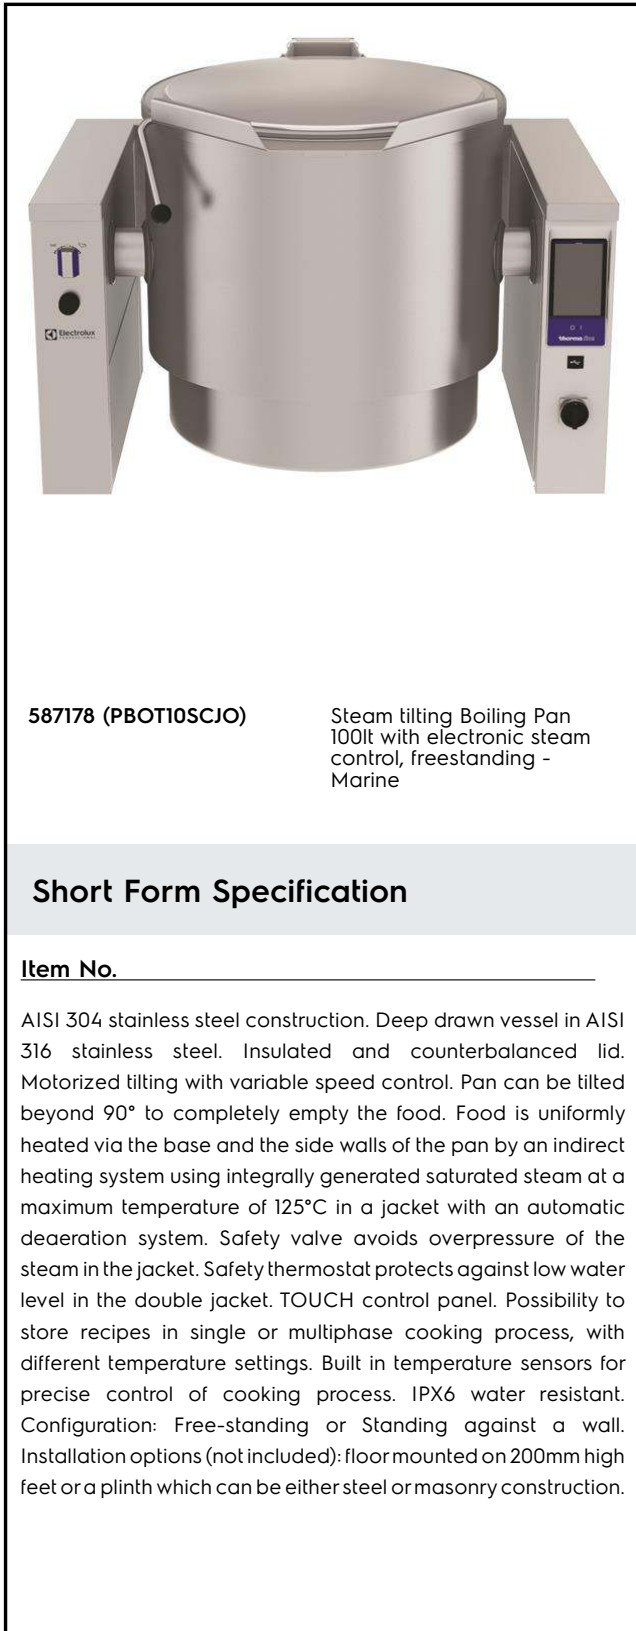 Electrolux
PROFESSIONAL
thermaline
587178 (PBOT10SCJO)
Steam tilting Boiling Pan
100lt with electronic steam
control, freestanding -
Marine
Short Form Specification
Item No.
AISI 304 stainless steel construction. Deep drawn vessel in AISI
316 stainless steel. Insulated and counterbalanced lid.
Motorized tilting with variable speed control. Pan can be tilted
beyond 90° to completely empty the food. Food is uniformly
heated via the base and the side walls of the pan by an indirect
heating system using integrally generated saturated steam at a
maximum temperature of 125°C in a jacket with an automatic
deaeration system. Safety valve avoids overpressure of the
steam in the jacket. Safety thermostat protects against low water
level in the double jacket. TOUCH control panel. Possibility to
store recipes in single or multiphase cooking process, with
different temperature settings. Built in temperature sensors for
precise control of cooking process. IPX6 water resistant.
Configuration: Free-standing or Standing against a wall.
Installation options (not included): floor mounted on 200mm high
feet or a plinth which can be either steel or masonry construction.